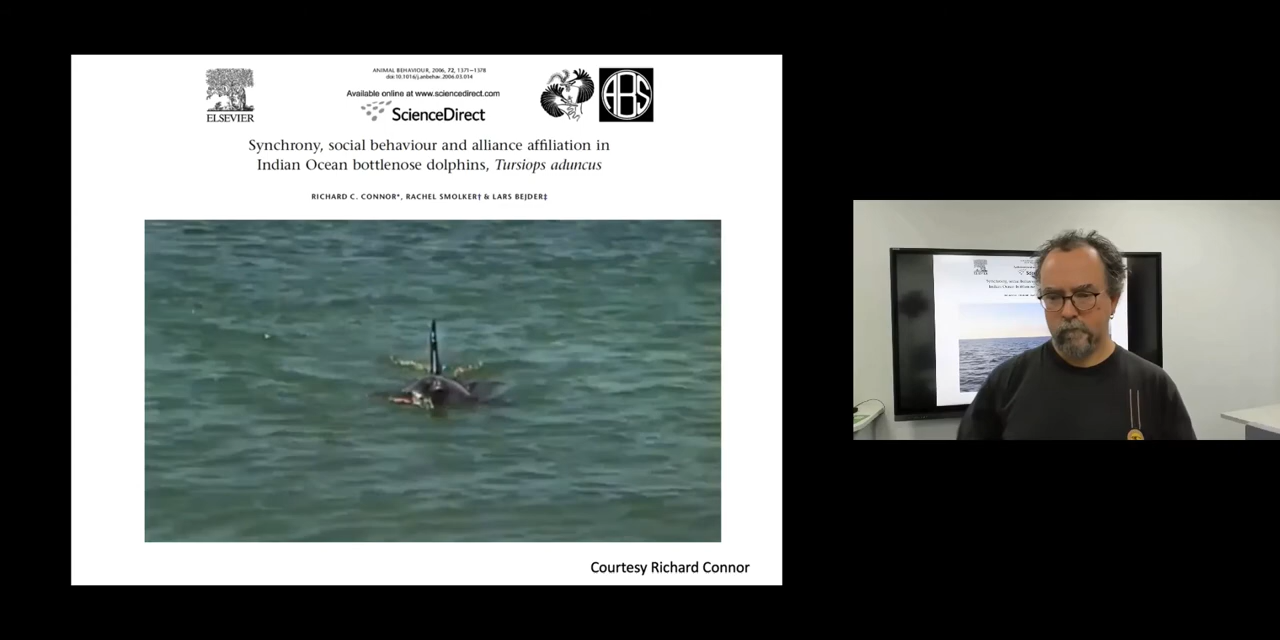 ELSEVIER
ANIMAL BEHAVIOUR, 2006, 72, 1371–1378
doi:10.1016/j.anbehav.2006.03.014
Available online at www.sciencedirect.com
ScienceDirect
ABS
Synchrony, social behaviour and alliance affiliation in
Indian Ocean bottlenose dolphins, Tursiops aduncus
RICHARD C. CONNOR*, RACHEL SMOLKER† & LARS BEJDER‡
Courtesy Richard Connor